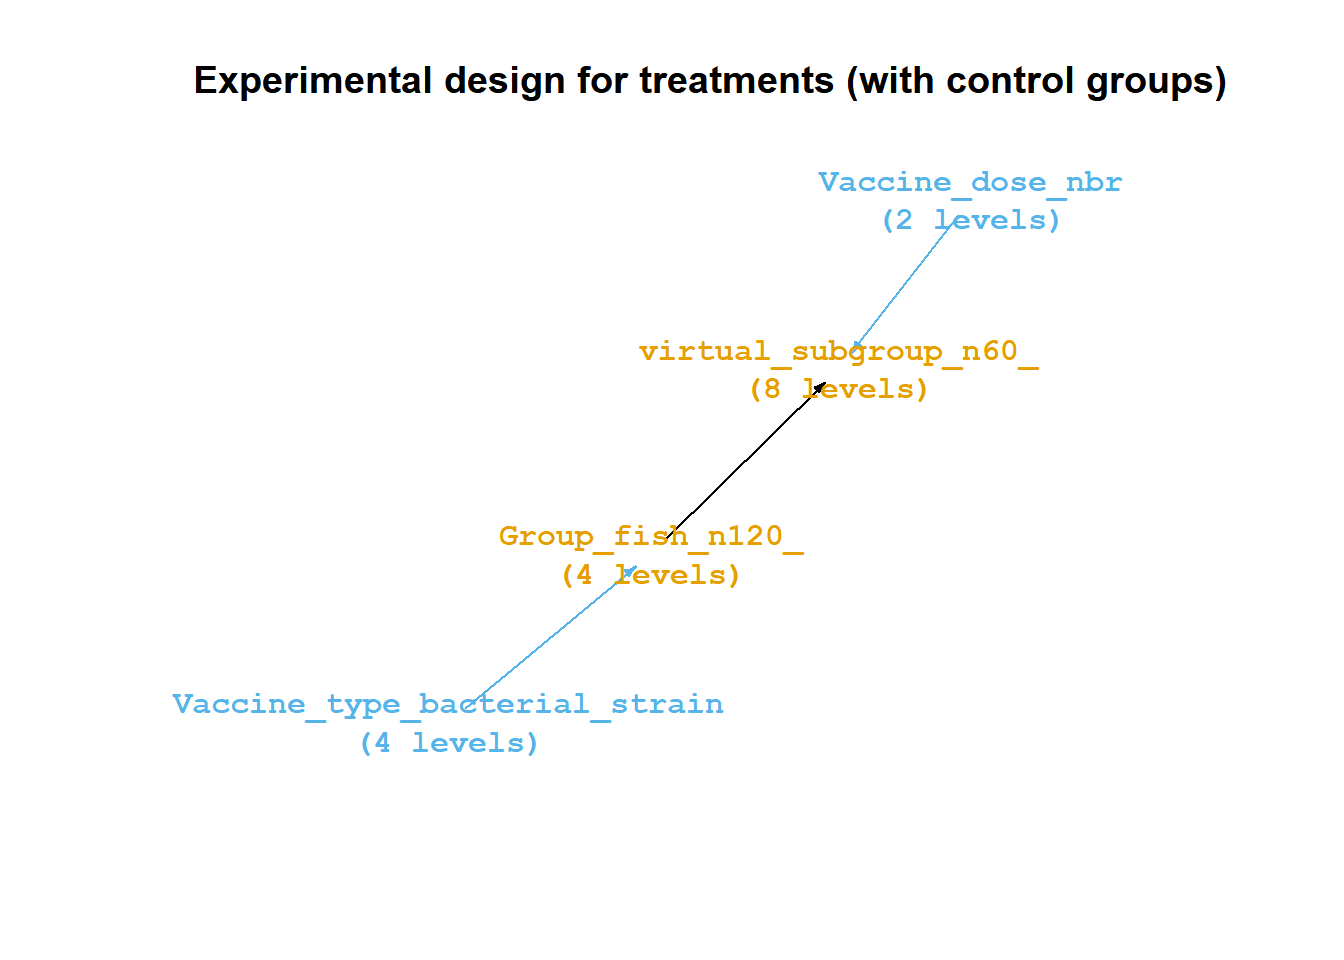 Experimental design for treatments (with control groups)
Vaccine_dose_nbr
(2 levels)
virtual_subgroup_n60_
(8 levels)
Group_fish_n120_
(4 levels)
Vaccine_type_bacterial_strain
(4 levels)